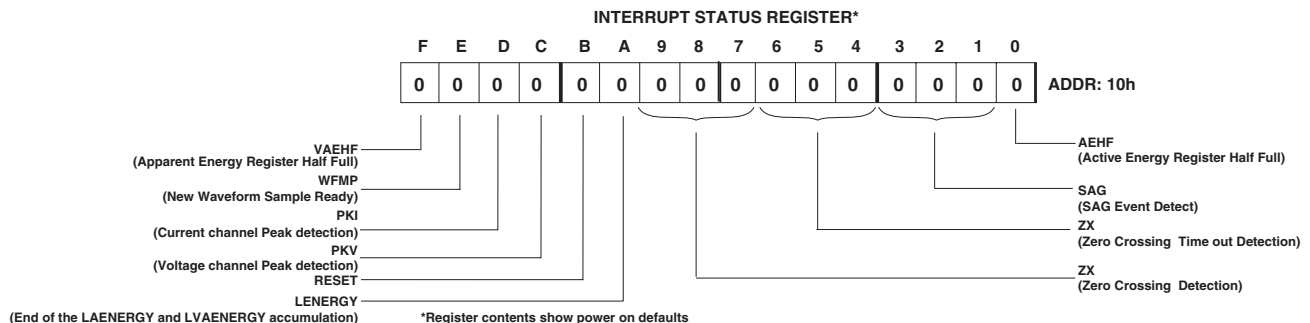 INTERRUPT STATUS REGISTER*
F E D C B A 9 8 7 6 5 4 3 2 1 0
0 0 0 0 0 0 0 0 0 0 0 0 0 0 0 0 ADDR: 10h
VAEHF
(Apparent Energy Register Half Full)
WFMP
(New Waveform Sample Ready)
PKI
(Current channel Peak detection)
PKV
(Voltage channel Peak detection)
RESET
LENERGY
(End of the LAENERGY and LVAENERGY accumulation)
AEHF
(Active Energy Register Half Full)
SAG
(SAG Event Detect)
ZX
(Zero Crossing Time out Detection)
ZX
(Zero Crossing Detection)
*Register contents show power on defaults